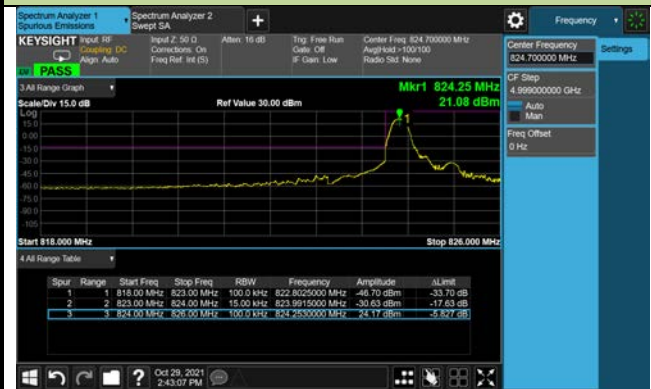 Spectrum Analyzer 1
Spurious Emissions
Spectrum Analyzer 2
Swept SA
+
Frequency
KEYSIGHT
Input: RF
Coupling: DC
Align: Auto
Input Z: 50 Ω
Corrections: On
Freq Ref: Int (S)
Atten: 16 dB
Trig: Free Run
Gate: Off
IF Gain: Low
Center Freq: 824.700000 MHz
Avg|Hold:>100/100
Radio Std: None
PASS
Center Frequency
824.700000 MHz
Settings
CF Step
4.999000000 GHz
Auto
Man
Freq Offset
0 Hz
3 All Range Graph
Mkr1 824.25 MHz
21.08 dBm
Scale/Div 15.0 dB
Ref Value 30.00 dBm
Log
15.0
0.00
-15.0
-30.0
-45.0
-60.0
-75.0
-90.0
-105
1
Start 818.000 MHz
Stop 826.000 MHz
4 All Range Table
Spur Range Start Freq Stop Freq RBW Frequency Amplitude ΔLimit
1 1 818.00 MHz 823.00 MHz 100.0 kHz 822.8025000 MHz -46.70 dBm -33.70 dB
2 2 823.00 MHz 824.00 MHz 15.00 kHz 823.9915000 MHz -30.63 dBm -17.63 dB
3 3 824.00 MHz 826.00 MHz 100.0 kHz 824.2530000 MHz 24.17 dBm -5.827 dB
?
Oct 29, 2021
2:43:07 PM